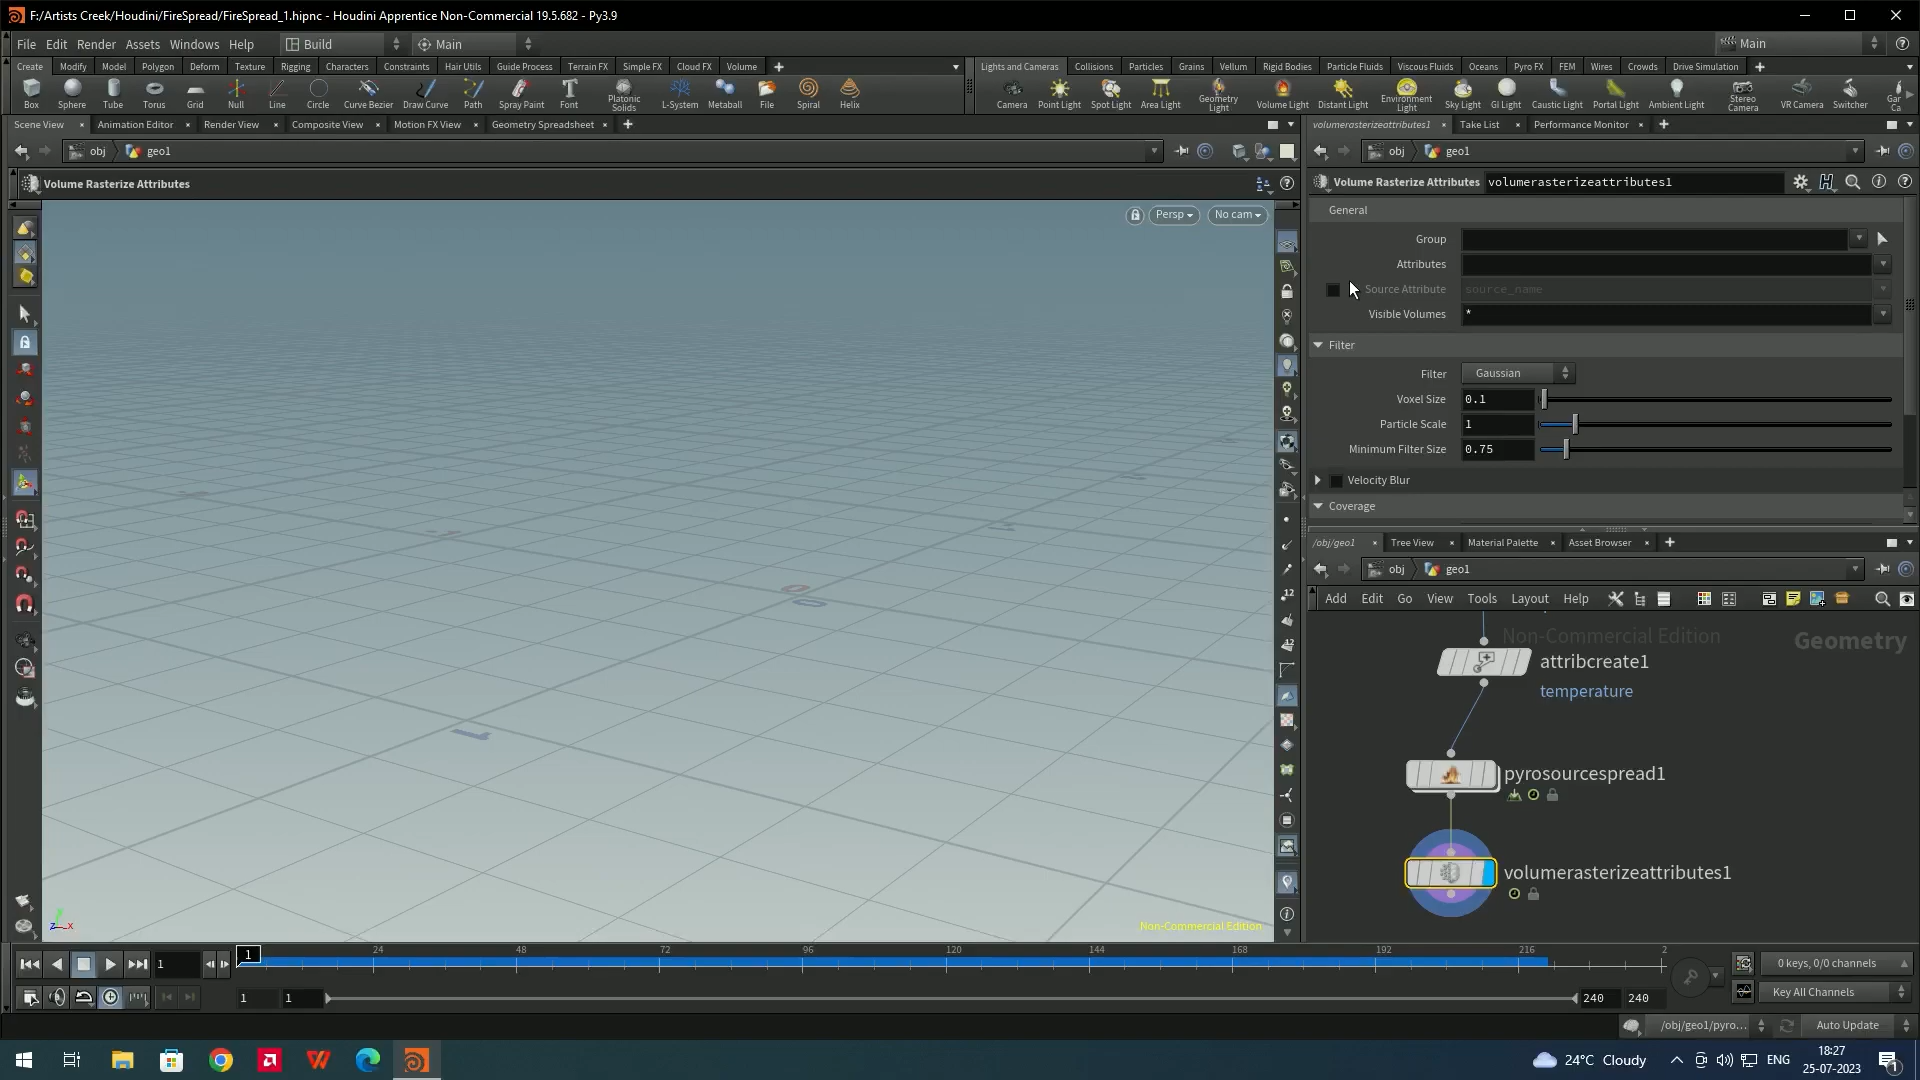 F:/Artists Creek/Houdini/FireSpread/FireSpread_1.hipnc - Houdini Apprentice Non-Commercial 19.5.682 - Py3.9
File Edit Render Assets Windows Help Build Main Main
Create Modify Model Polygon Deform Texture Rigging Characters Constraints Hair Utils Guide Process Terrain FX Simple FX Cloud FX Volume
Lights and Cameras Collisions Particles Grains Vellum Rigid Bodies Particle Fluids Viscous Fluids Oceans Pyro FX FEM Wires Crowds Drive Simulation
Box Sphere Tube Torus Grid Null Line Circle Curve Bezier Draw Curve Path Spray Paint Font Platonic Solids L-System Metaball File Spiral Helix
Camera Point Light Spot Light Area Light Geometry Light Volume Light Distant Light Environment Light Sky Light GI Light Caustic Light Portal Light Ambient Light Stereo Camera VR Camera Switcher Gar Ca
Scene View Animation Editor Render View Composite View Motion FX View Geometry Spreadsheet
volumerasterizeattributes1 Take List Performance Monitor
obj geo1
obj geo1
Volume Rasterize Attributes
Volume Rasterize Attributes volumerasterizeattributes1
Persp No cam
General
Group
Attributes
Source Attribute source_name
Visible Volumes *
Filter
Filter Gaussian
Voxel Size 0.1
Particle Scale 1
Minimum Filter Size 0.75
Velocity Blur
Coverage
/obj/geo1 Tree View Material Palette Asset Browser
obj geo1
Add Edit Go View Tools Layout Help
Non-Commercial Edition Geometry
attribcreate1
temperature
pyrosourcespread1
volumerasterizeattributes1
Non-Commercial Edition
1 1 24 48 72 96 120 144 168 192 216 2
0 keys, 0/0 channels
1 1 240 240
Key All Channels
/obj/geo1/pyro... Auto Update
24°C Cloudy ENG 18:27
25-07-2023